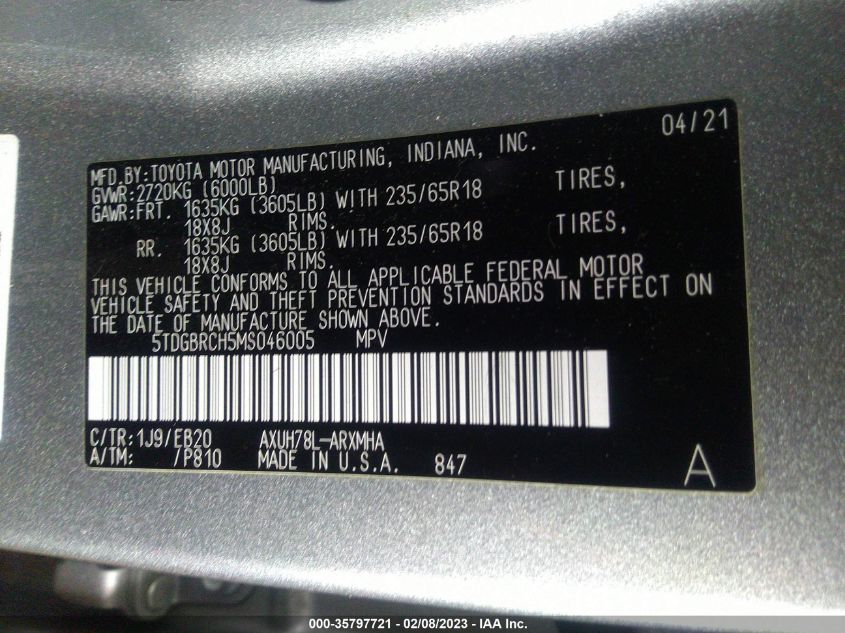 04/21
MFD.BY:TOYOTA MOTOR MANUFACTURING, INDIANA, INC.
GVWR:2720KG (6000LB)
GAWR:FRT. 1635KG (3605LB) WITH 235/65R18 TIRES,
18X8J RIMS.
RR. 1635KG (3605LB) WITH 235/65R18 TIRES,
18X8J RIMS.
THIS VEHICLE CONFORMS TO ALL APPLICABLE FEDERAL MOTOR
VEHICLE SAFETY AND THEFT PREVENTION STANDARDS IN EFFECT ON
THE DATE OF MANUFACTURE SHOWN ABOVE.
5TDGBRCH5MS046005 MPV
C/TR:1J9/EB20 AXUH78L-ARXMHA
A/TM: /P810 MADE IN U.S.A. 847 A
000-35797721 - 02/08/2023 - IAA Inc.